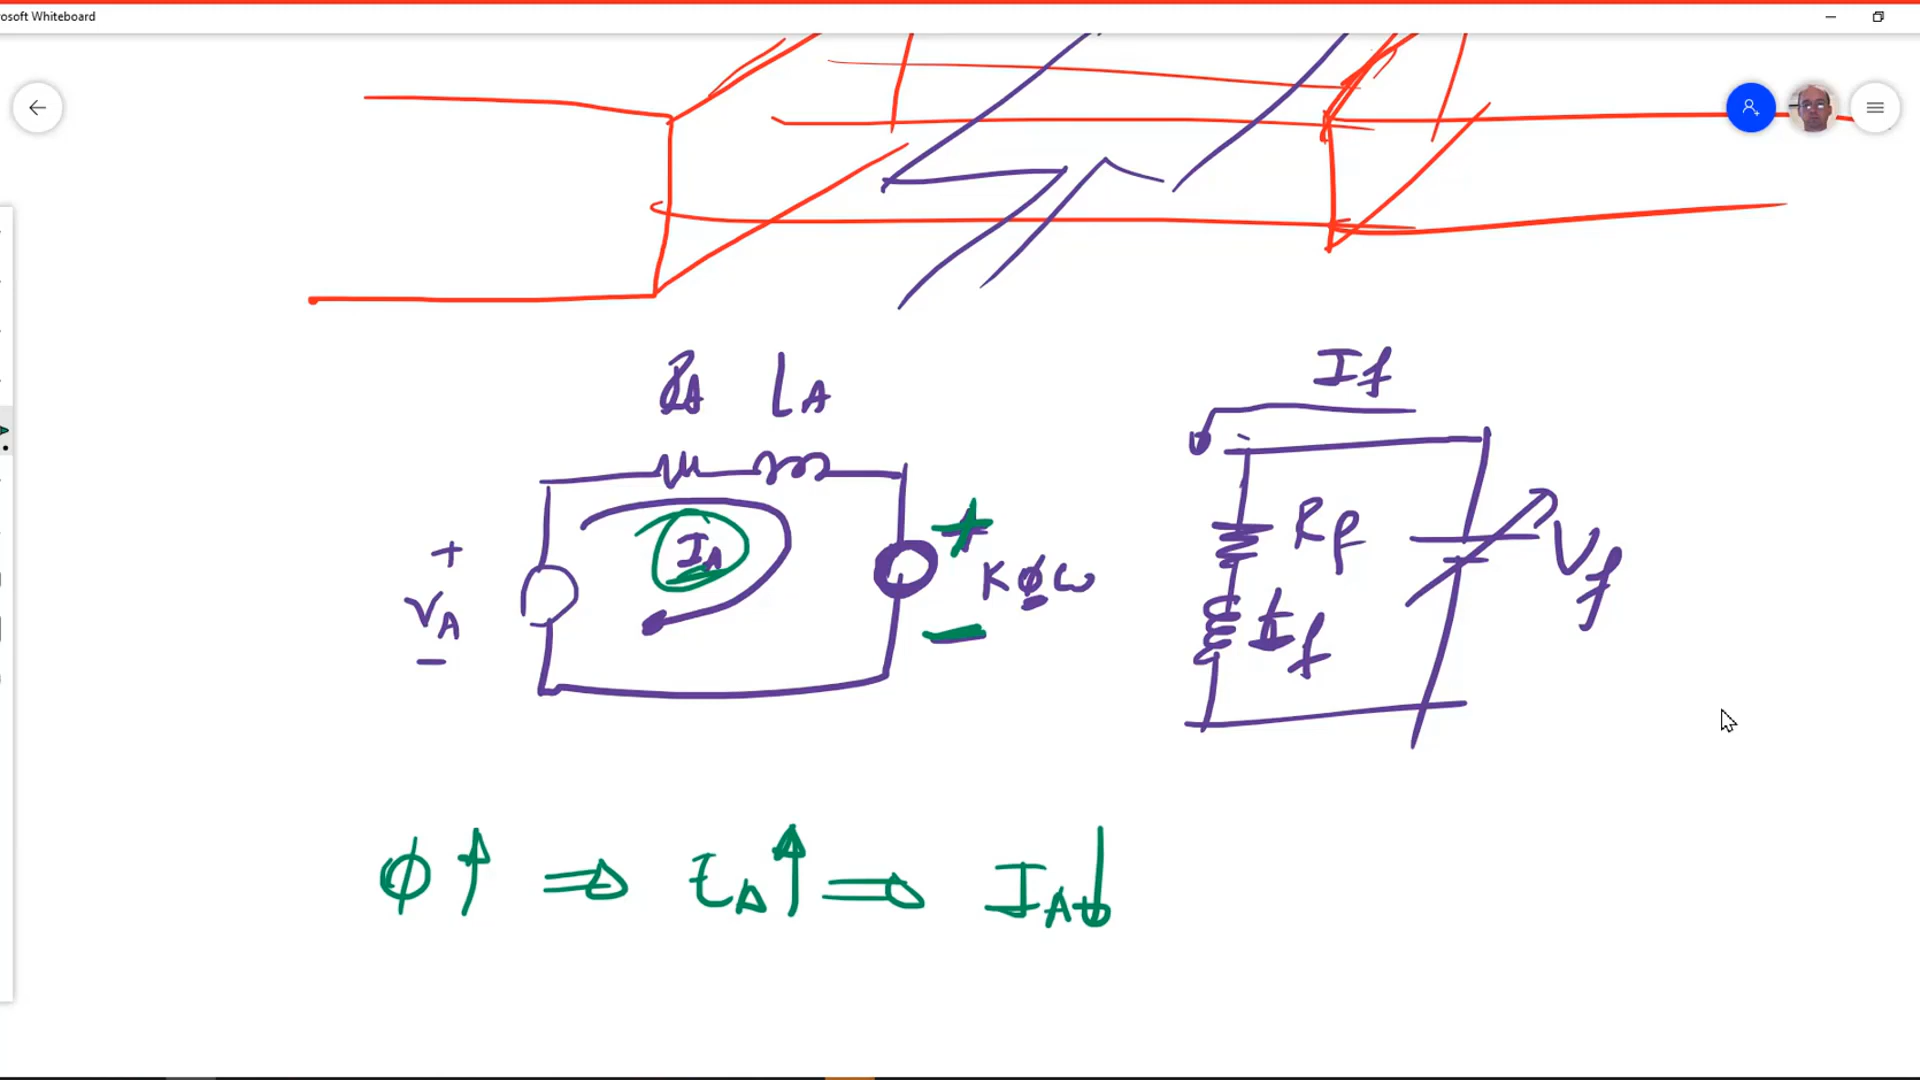 osoft Whiteboard
RA LA
If
+
VA
−
IA
+
KΦω
−
Rf
Lf
Vf
Φ↑ ⇒ EA↑ ⇒ IA↓